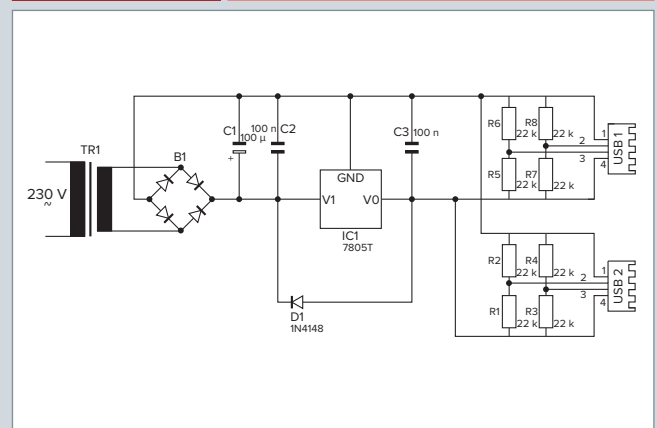 TR1
230 V
~
B1
C1
100 µ
+
100 n C2
C3 100 n
GND
V1 V0
IC1
7805T
D1
1N4148
R6
22 k
R8
22 k
R5
22 k
R7
22 k
1
2
3
4
USB 1
R2
22 k
R4
22 k
R1
22 k
R3
22 k
1
2
3
4
USB 2